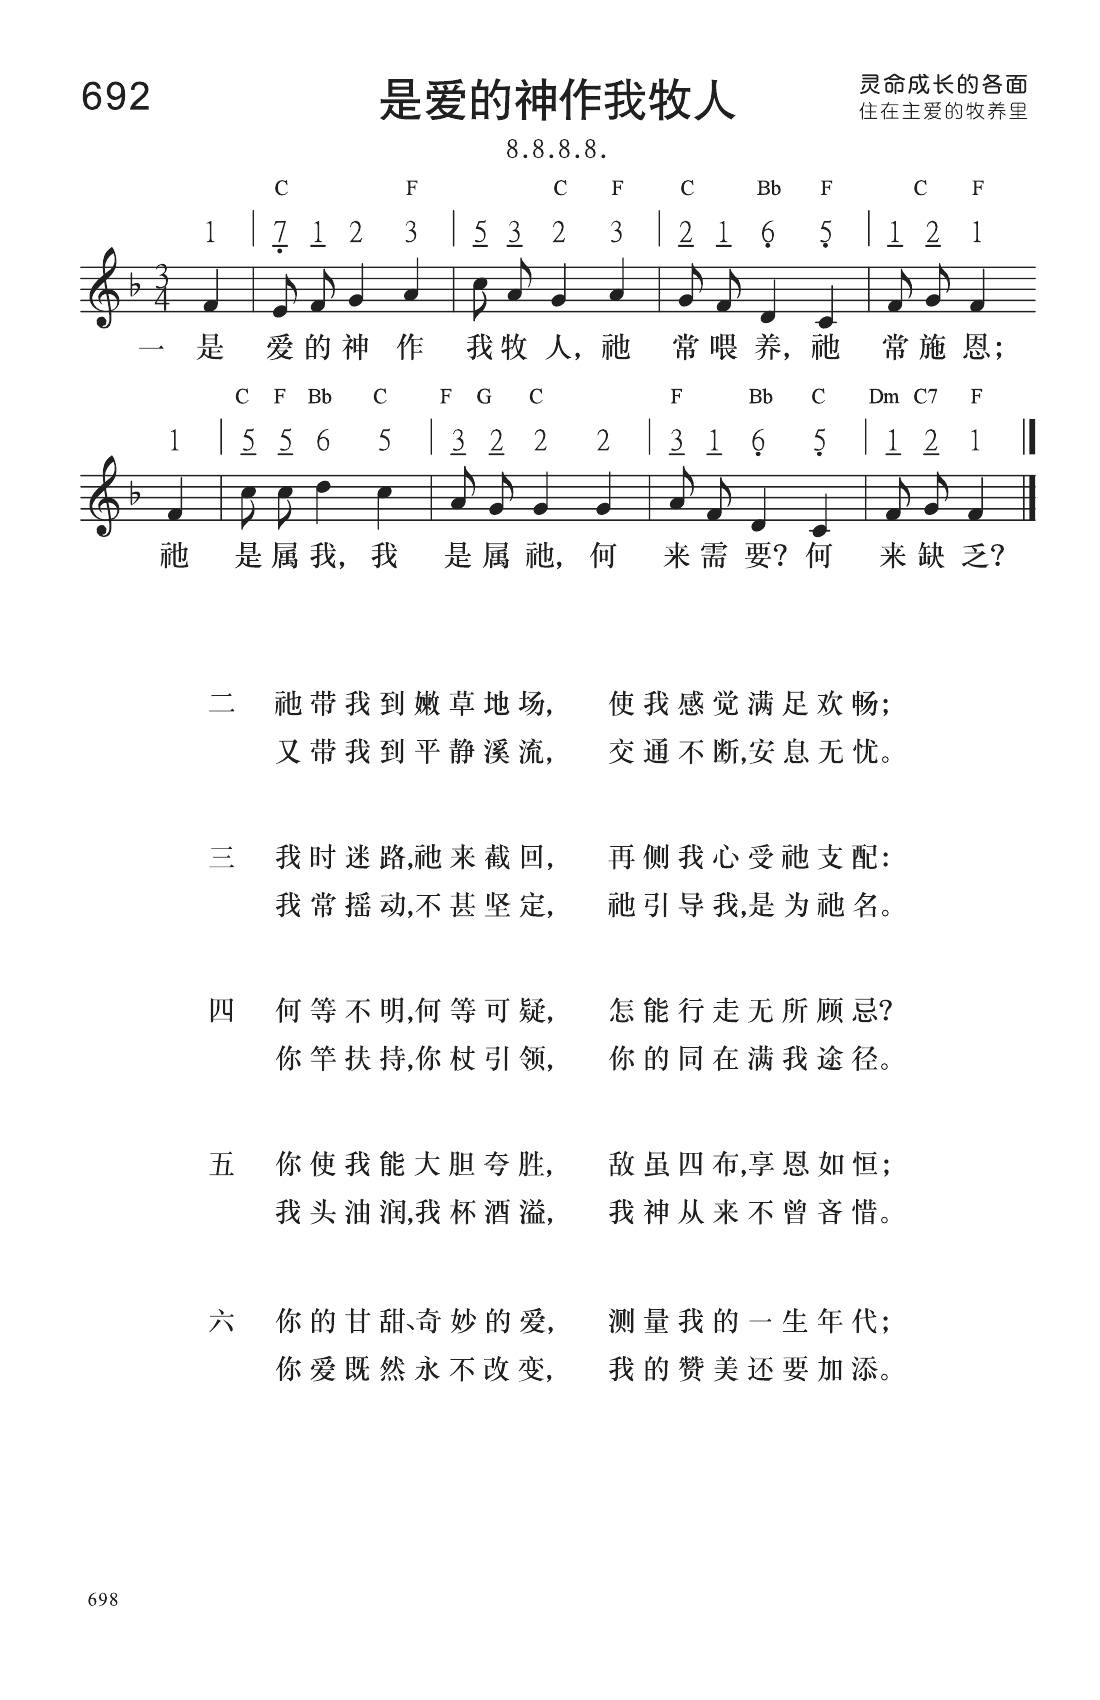 692
是爱的神作我牧人
灵命成长的各面
住在主爱的牧养里
8.8.8.8.
C F C F C Bb F C F
1 | 7 1 2 3 | 5 3 2 3 | 2 1 6 5 | 1 2 1
3
4
一 是 爱的神 作 我牧人，祂 常喂养，祂 常施恩；
C F Bb C F G C F Bb C Dm C7 F
1 | 5 5 6 5 | 3 2 2 2 | 3 1 6 5 | 1 2 1
祂 是属我，我 是属祂，何 来需要？何 来缺乏？
二 祂带我到嫩草地场， 使我感觉满足欢畅；
又带我到平静溪流， 交通不断，安息无忧。
三 我时迷路，祂来截回， 再侧我心受祂支配：
我常摇动，不甚坚定， 祂引导我，是为祂名。
四 何等不明，何等可疑， 怎能行走无所顾忌？
你竿扶持，你杖引领， 你的同在满我途径。
五 你使我能大胆夸胜， 敌虽四布，享恩如恒；
我头油润，我杯酒溢， 我神从来不曾吝惜。
六 你的甘甜、奇妙的爱， 测量我的一生年代；
你爱既然永不改变， 我的赞美还要加添。
698